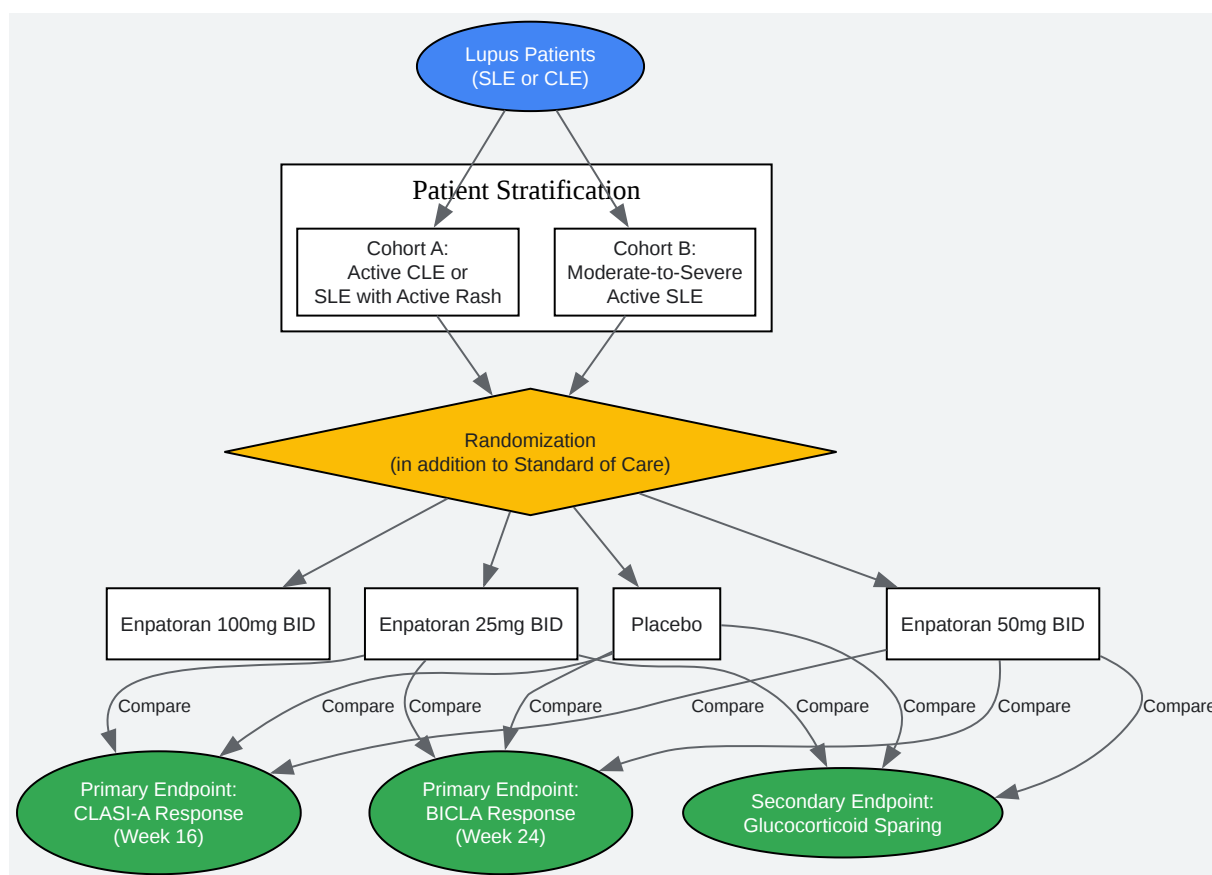 Lupus Patients
(SLE or CLE)
Patient Stratification
Cohort A:
Active CLE or
SLE with Active Rash
Cohort B:
Moderate-to-Severe
Active SLE
Randomization
(in addition to Standard of Care)
Enpatoran 100mg BID
Enpatoran 25mg BID
Placebo
Enpatoran 50mg BID
Compare
Compare
Compare
Compare
Compare
Compare
Compare
Compare
Compare
Primary Endpoint:
CLASI-A Response
(Week 16)
Primary Endpoint:
BICLA Response
(Week 24)
Secondary Endpoint:
Glucocorticoid Sparing